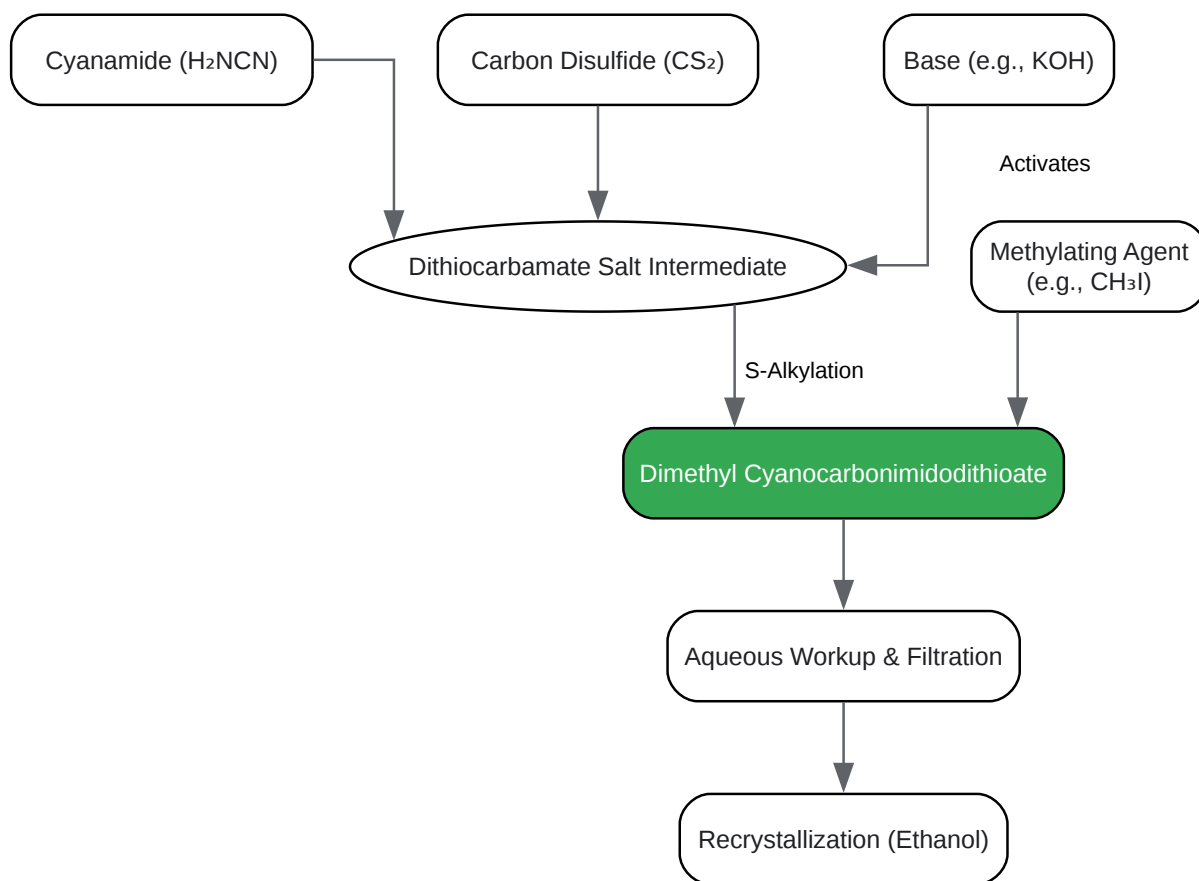 Cyanamide (H₂NCN)
Carbon Disulfide (CS₂)
Base (e.g., KOH)
Activates
Dithiocarbamate Salt Intermediate
Methylating Agent
(e.g., CH₃I)
S-Alkylation
Dimethyl Cyanocarbonimidodithioate
Aqueous Workup & Filtration
Recrystallization (Ethanol)